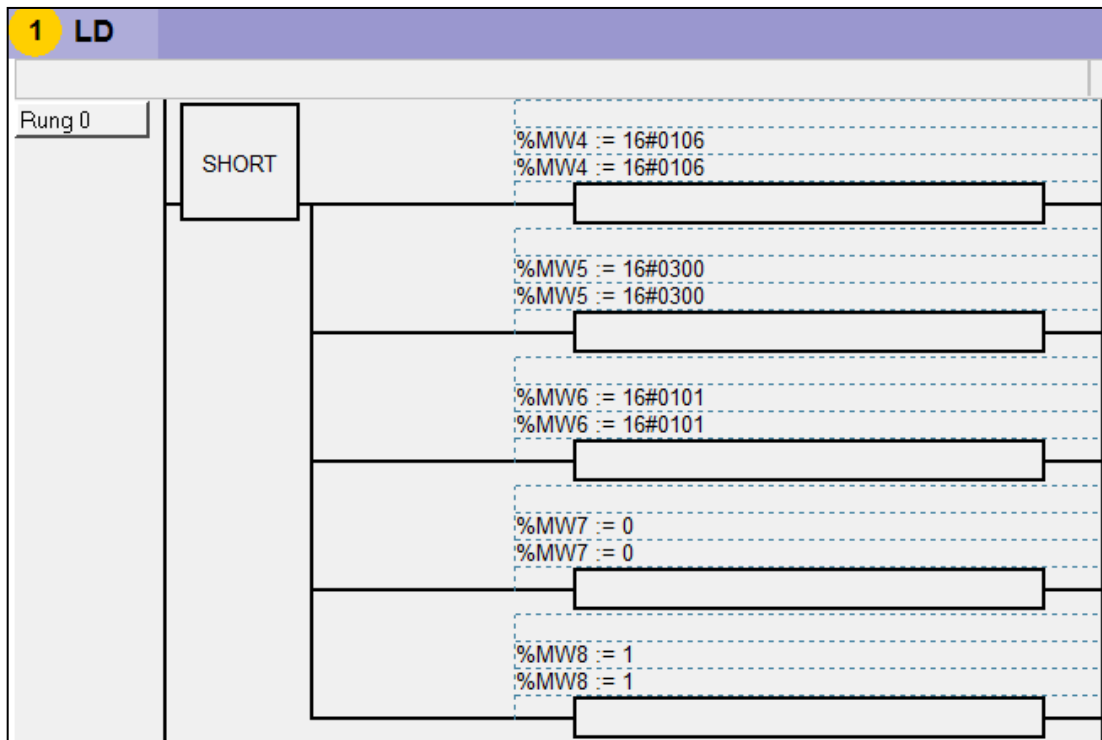 1 LD
Rung 0
SHORT
%MW4 := 16#0106
%MW4 := 16#0106
%MW5 := 16#0300
%MW5 := 16#0300
%MW6 := 16#0101
%MW6 := 16#0101
%MW7 := 0
%MW7 := 0
%MW8 := 1
%MW8 := 1